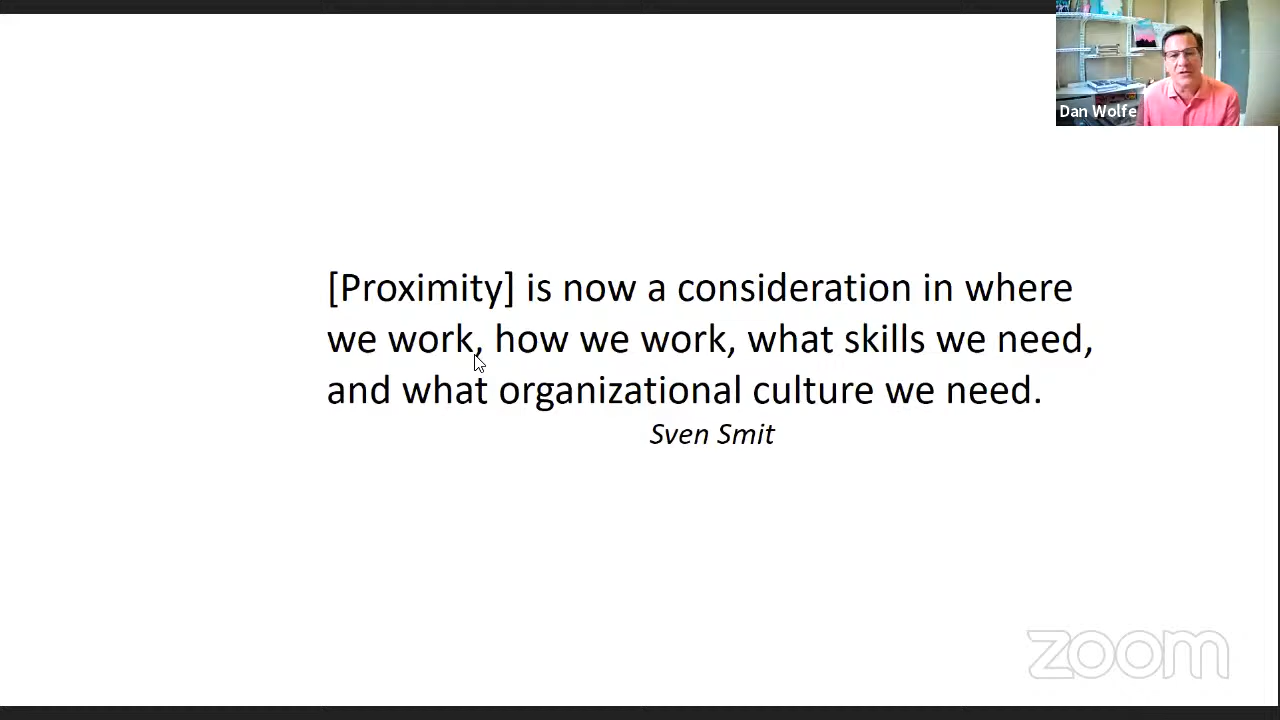 Dan Wolfe
[Proximity] is now a consideration in where
we work, how we work, what skills we need,
and what organizational culture we need.
Sven Smit
zoom